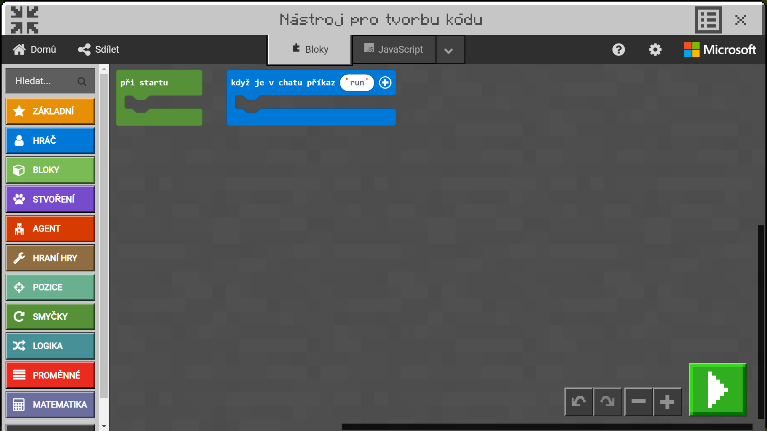 Nástroj pro tvorbu kódu
Domů
Sdílet
Bloky
JavaScript
Microsoft
Hledat...
ZÁKLADNÍ
HRÁČ
BLOKY
STVOŘENÍ
AGENT
HRANÍ HRY
POZICE
SMYČKY
LOGIKA
PROMĚNNÉ
MATEMATIKA
při startu
když je v chatu příkaz "run"